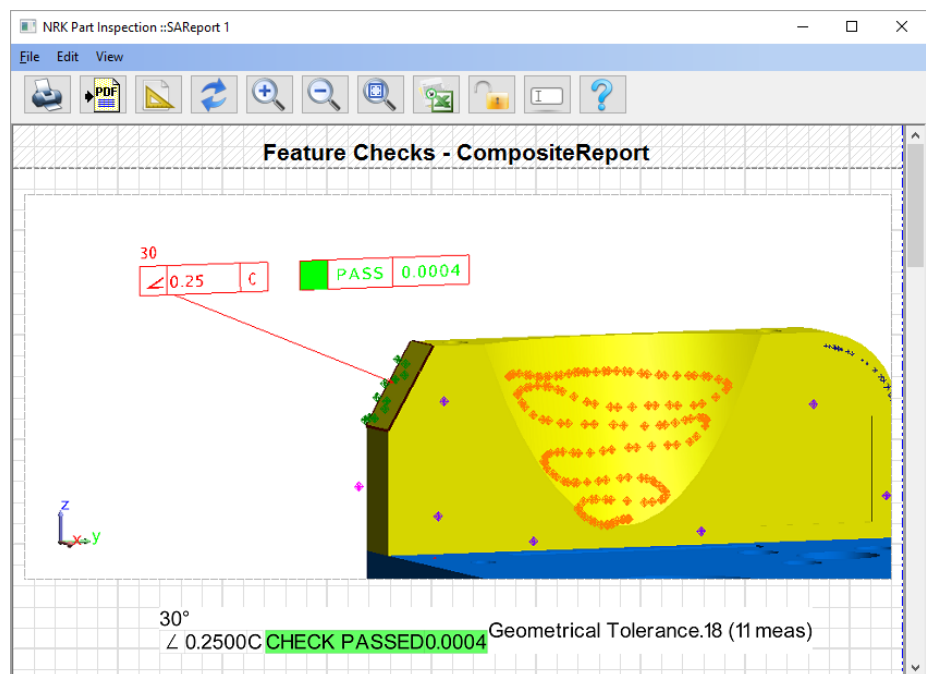 NRK Part Inspection ::SAReport 1
File Edit View
PDF
Feature Checks - CompositeReport
30
∠ 0.25 C PASS 0.0004
z
x y
30°
∠ 0.2500C CHECK PASSED0.0004 Geometrical Tolerance.18 (11 meas)